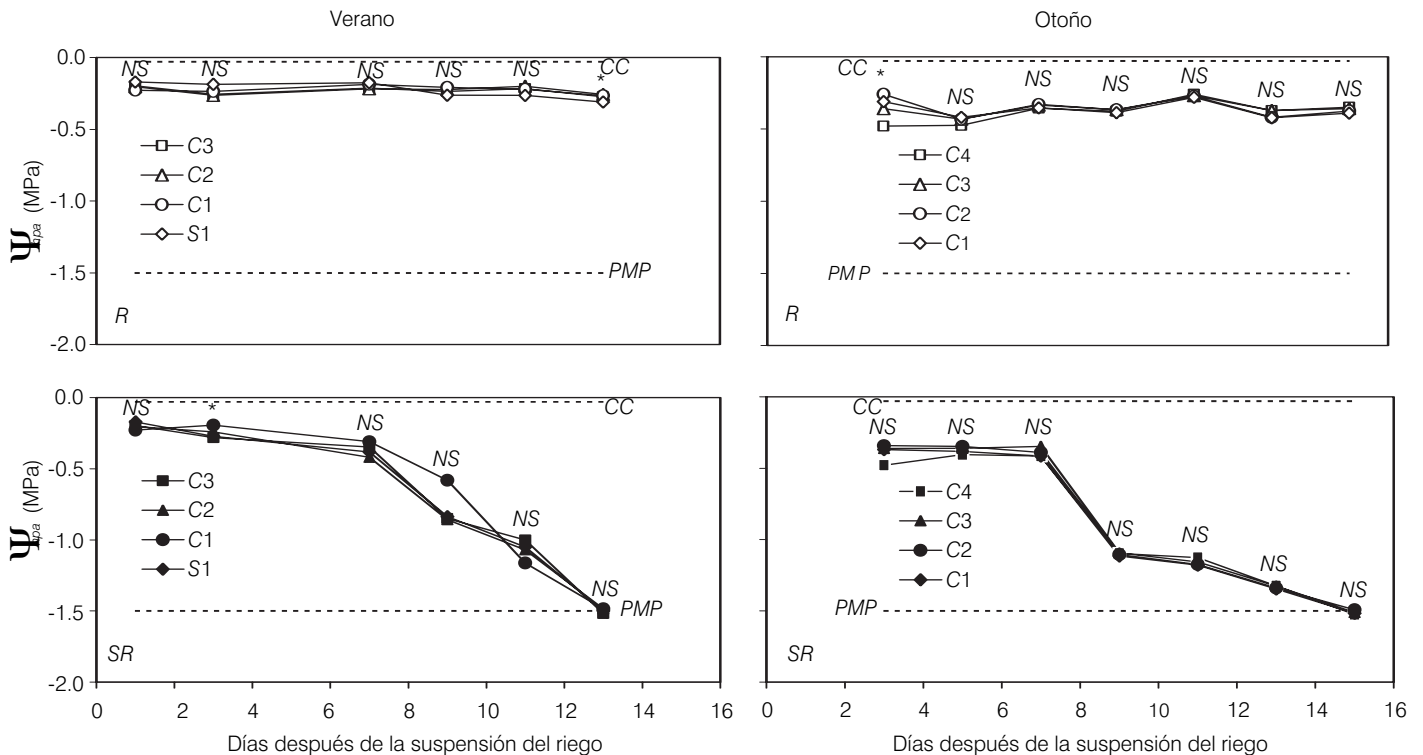 Verano
Otoño
0.0
-0.5
-1.0
-1.5
-2.0
Ψ (MPa)
NS NS NS NS NS * CC
C3
C2
C1
S1
PMP
R
CC * NS NS NS NS NS NS
C4
C3
C2
C1
PMP
R
0.0
-0.5
-1.0
-1.5
-2.0
Ψ (MPa)
NS * NS NS NS NS CC
C3
C2
C1
S1
PMP
SR
0 2 4 6 8 10 12 14 16
Días después de la suspensión del riego
CC NS NS NS NS NS NS NS
C4
C3
C2
C1
PMP
SR
0 2 4 6 8 10 12 14 16
Días después de la suspensión del riego